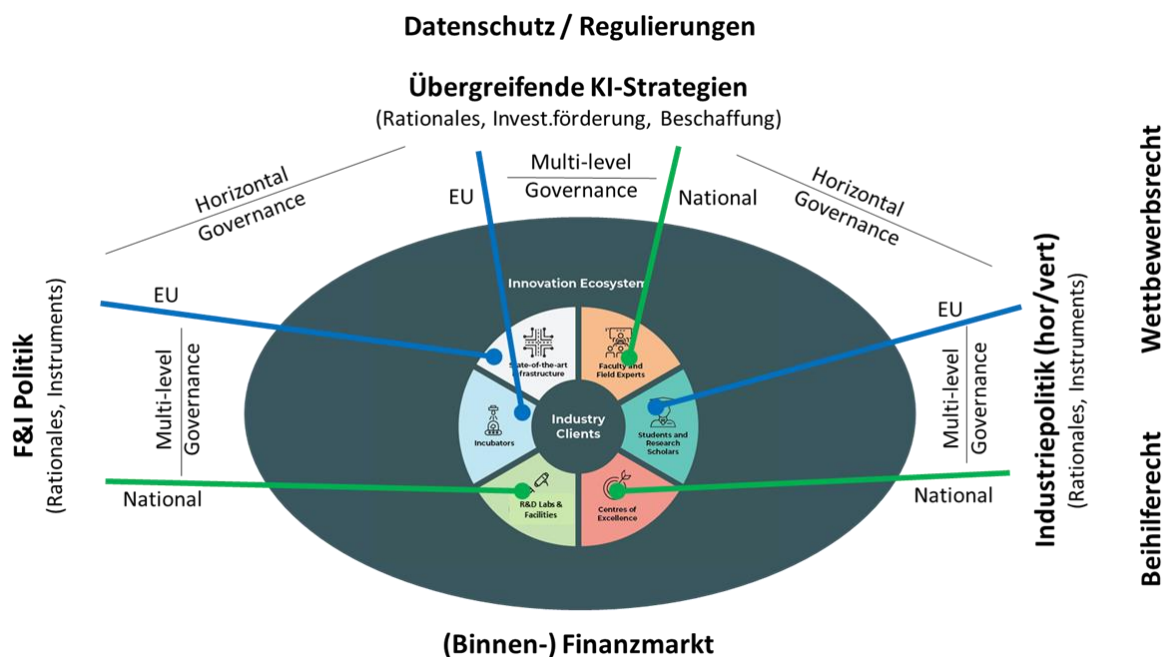 Datenschutz / Regulierungen
Übergreifende KI-Strategien
(Rationales, Invest.förderung, Beschaffung)
Horizontal
Governance
EU
Multi-level
Governance
National
Horizontal
Governance
Wettbewerbsrecht
Beihilferecht
F&I Politik
(Rationales, Instruments)
EU
Multi-level
Governance
National
Innovation Ecosystem
State-of-the-art
Infrastructure
Faculty and
Field Experts
Incubators
Industry
Clients
Students and
Research
Scholars
R&D Labs &
Facilities
Centres of
Excellence
EU
Multi-level
Governance
National
Industriepolitik (hor/vert)
(Rationales, Instruments)
(Binnen-) Finanzmarkt